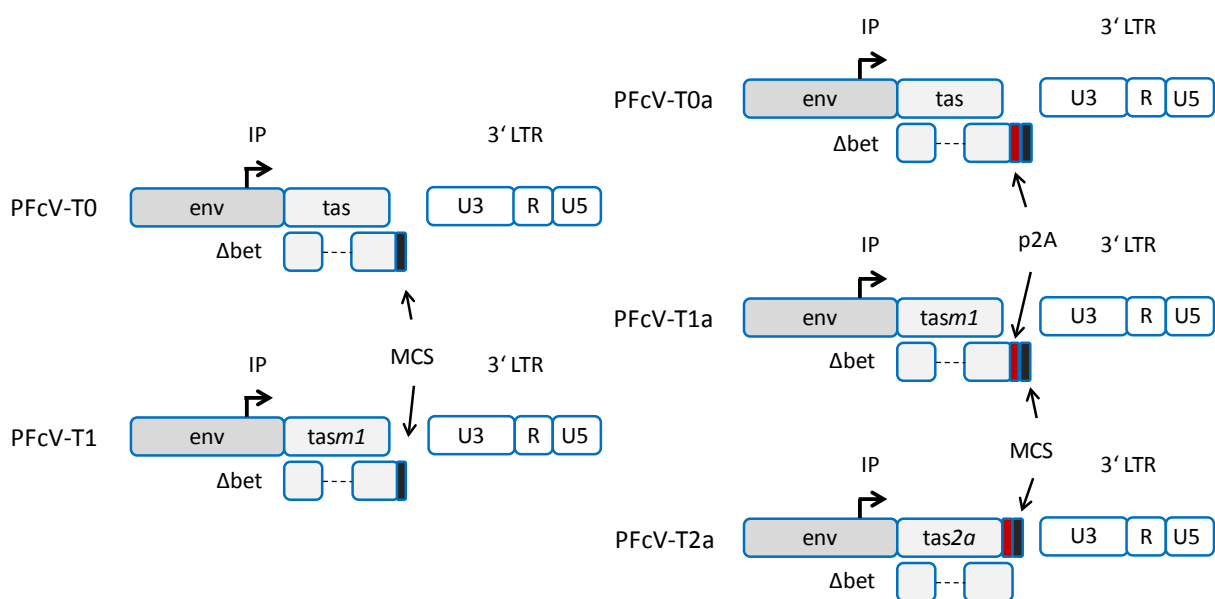 IP 3‘ LTR
PFcV-T0 env tas U3 R U5
Δbet
MCS
IP 3‘ LTR
PFcV-T1 env tasm1 U3 R U5
Δbet
IP 3‘ LTR
PFcV-T0a env tas U3 R U5
Δbet
p2A
IP 3‘ LTR
PFcV-T1a env tasm1 U3 R U5
Δbet
MCS
IP 3‘ LTR
PFcV-T2a env tas2a U3 R U5
Δbet